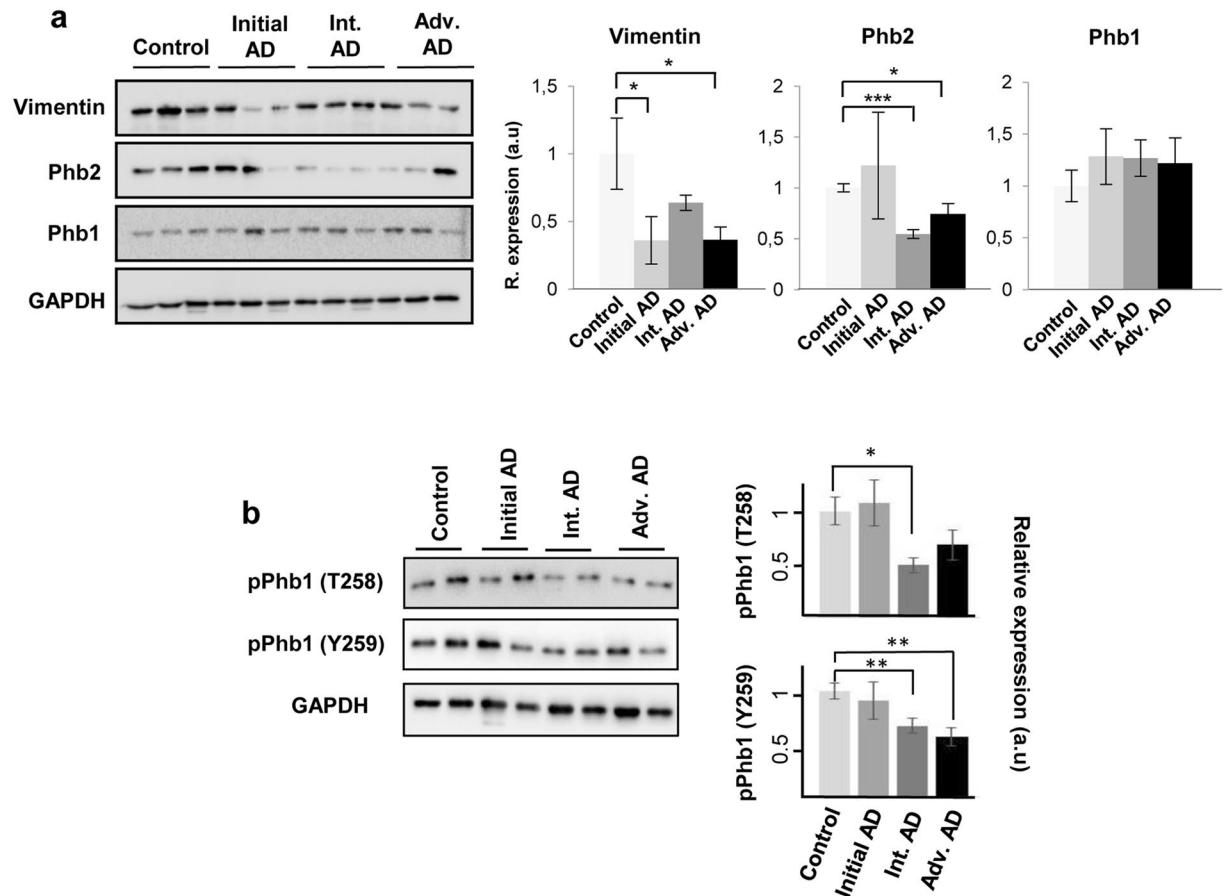 a
Control
Initial
AD
Int.
AD
Adv.
AD
Vimentin
Phb2
Phb1
GAPDH
Vimentin
R. expression (a.u)
1,5
1
0,5
0
*
*
Control
Initial AD
Int. AD
Adv. AD
Phb2
2
1,5
1
0,5
0
*
***
Control
Initial AD
Int. AD
Adv. AD
Phb1
2
1,5
1
0,5
0
Control
Initial AD
Int. AD
Adv. AD
b
Control
Initial AD
Int. AD
Adv. AD
pPhb1 (T258)
pPhb1 (Y259)
GAPDH
pPhb1 (T258)
1
0.5
*
pPhb1 (Y259)
1
0.5
**
**
Control
Initial AD
Int. AD
Adv. AD
Relative expression (a.u)